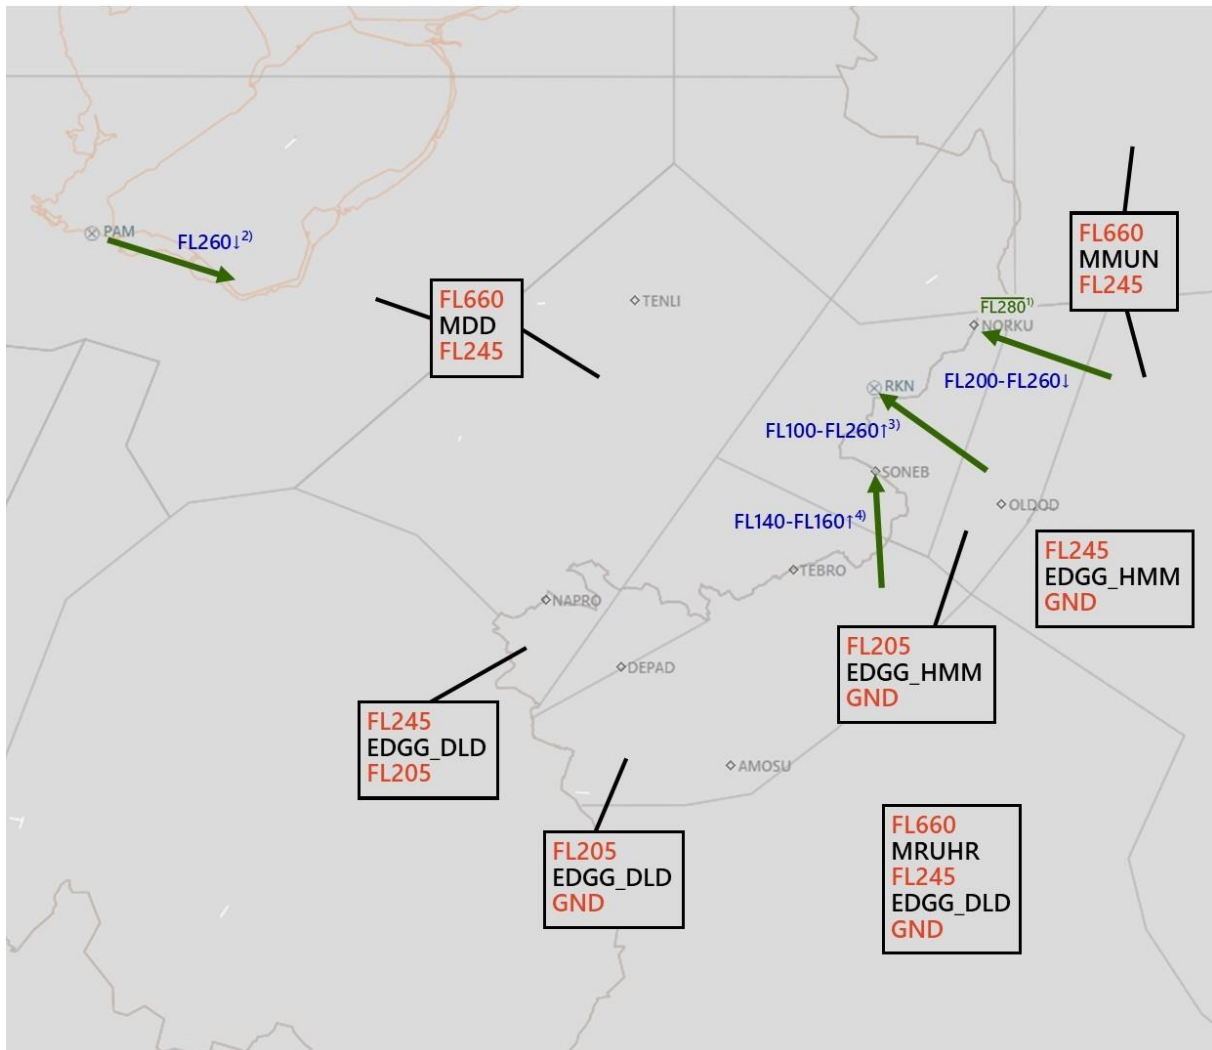 PAM
FL260↓2)
FL660
MMUN
FL245
FL660
MDD
FL245
TENLI
FL280¹⁾
NORKU
RKN
FL200-FL260↓
FL100-FL260↑3)
SONEB
FL140-FL160↑4)
OLDOD
FL245
EDGG_HMM
GND
TEBRO
NAPRO
FL205
EDGG_HMM
GND
DEPAD
FL245
EDGG_DLD
FL205
AMOSU
FL205
EDGG_DLD
GND
FL660
MRUHR
FL245
EDGG_DLD
GND